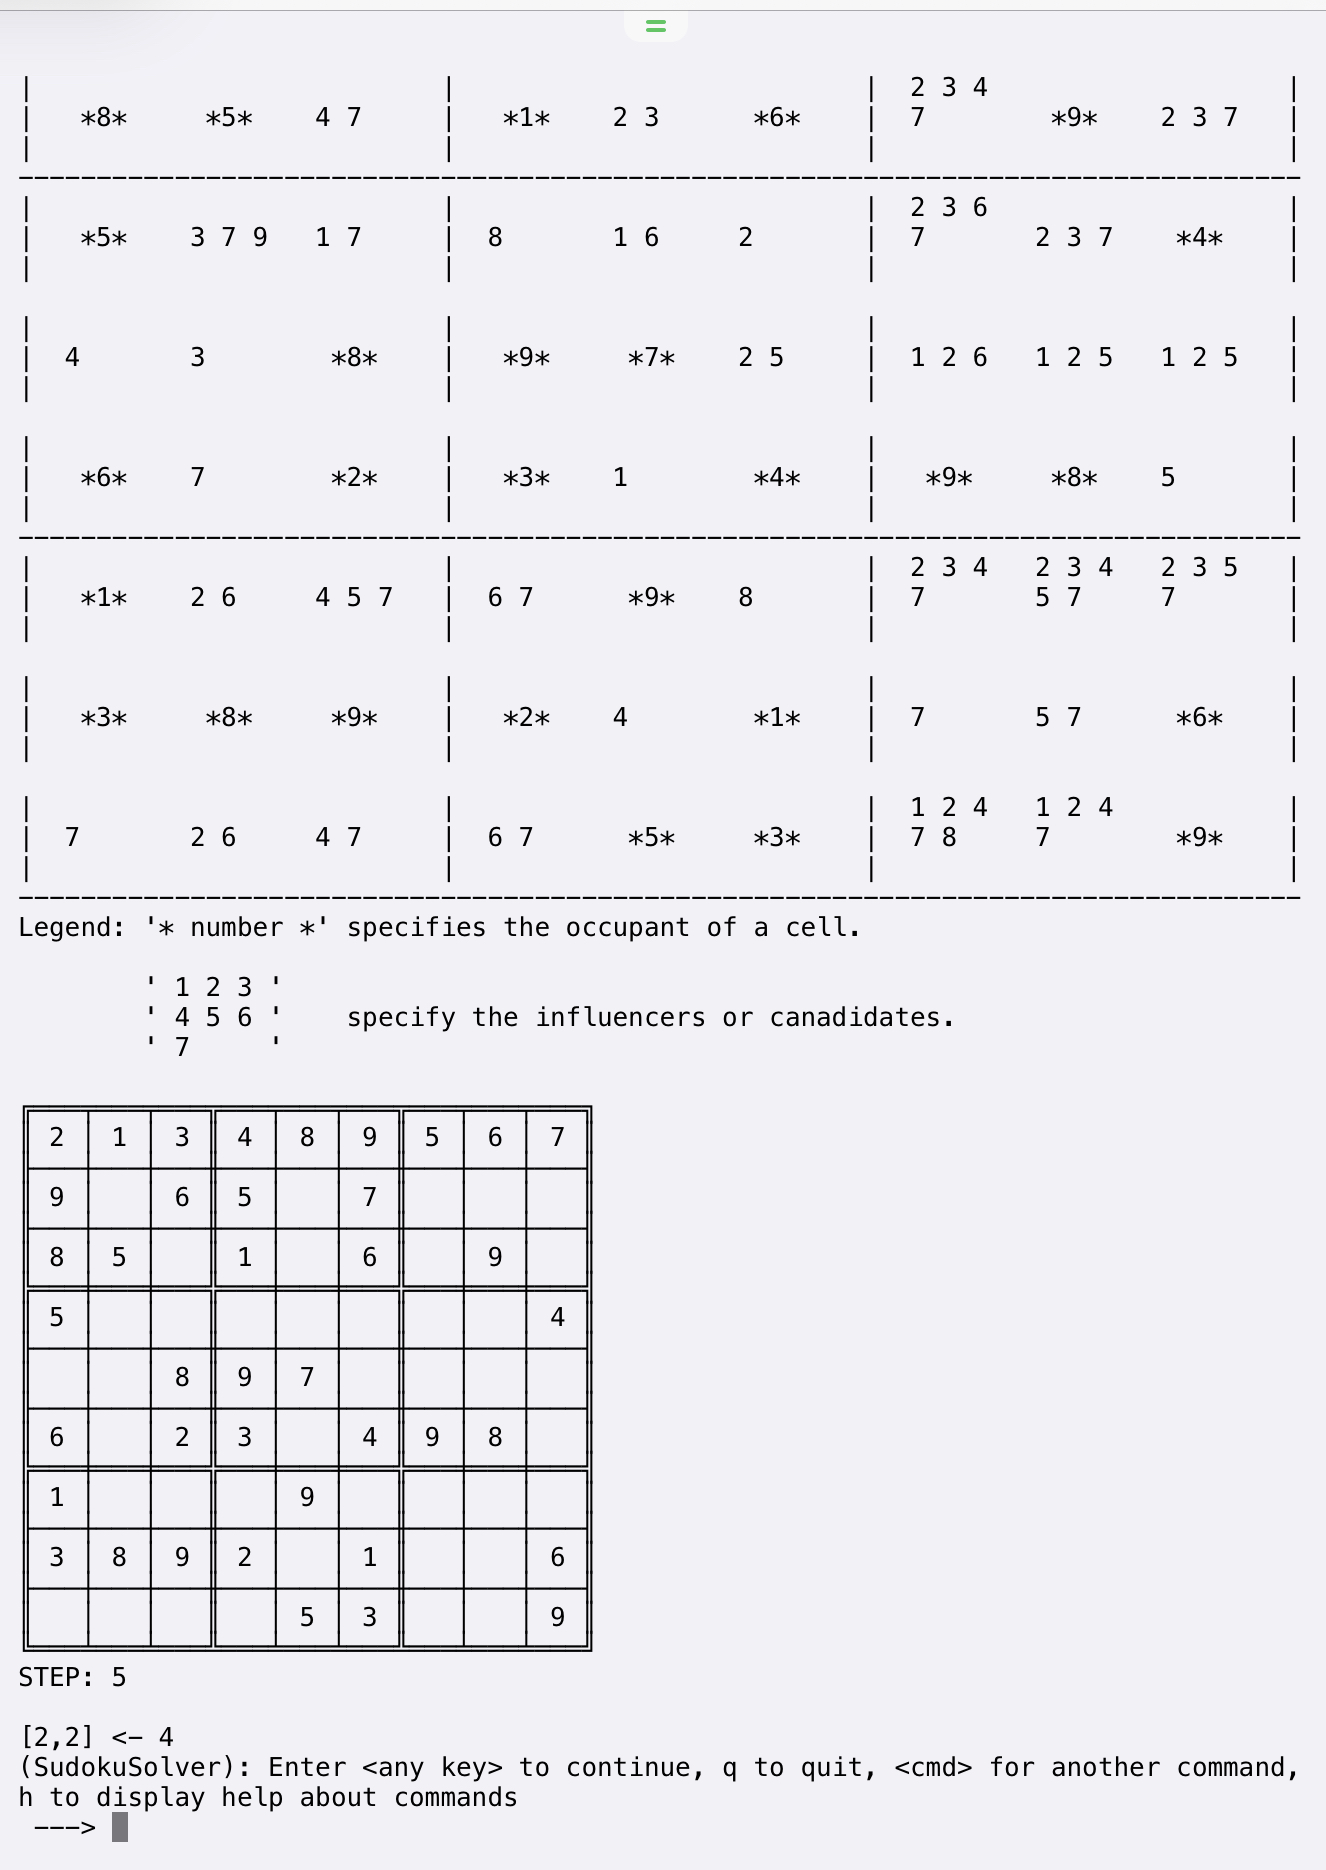 =
| | | 2 3 4 |
| *8* *5* 4 7 | *1* 2 3 *6* | 7 *9* 2 3 7 |
| | | |
----------------------------------------------------------------------------------
| | | 2 3 6 |
| *5* 3 7 9 1 7 | 8 1 6 2 | 7 2 3 7 *4* |
| | | |
| | | |
| 4 3 *8* | *9* *7* 2 5 | 1 2 6 1 2 5 1 2 5 |
| | | |
| | | |
| *6* 7 *2* | *3* 1 *4* | *9* *8* 5 |
| | | |
----------------------------------------------------------------------------------
| | | 2 3 4 2 3 4 2 3 5 |
| *1* 2 6 4 5 7 | 6 7 *9* 8 | 7 5 7 7 |
| | | |
| | | |
| *3* *8* *9* | *2* 4 *1* | 7 5 7 *6* |
| | | |
| | | 1 2 4 1 2 4 |
| 7 2 6 4 7 | 6 7 *5* *3* | 7 8 7 *9* |
| | | |
----------------------------------------------------------------------------------
Legend: '* number *' specifies the occupant of a cell.
' 1 2 3 '
' 4 5 6 ' specify the influencers or canadidates.
' 7 '
2 1 3 4 8 9 5 6 7
9 6 5 7
8 5 1 6 9
5 4
8 9 7
6 2 3 4 9 8
1 9
3 8 9 2 1 6
5 3 9
STEP: 5
[2,2] <- 4
(SudokuSolver): Enter <any key> to continue, q to quit, <cmd> for another command,
h to display help about commands
--->